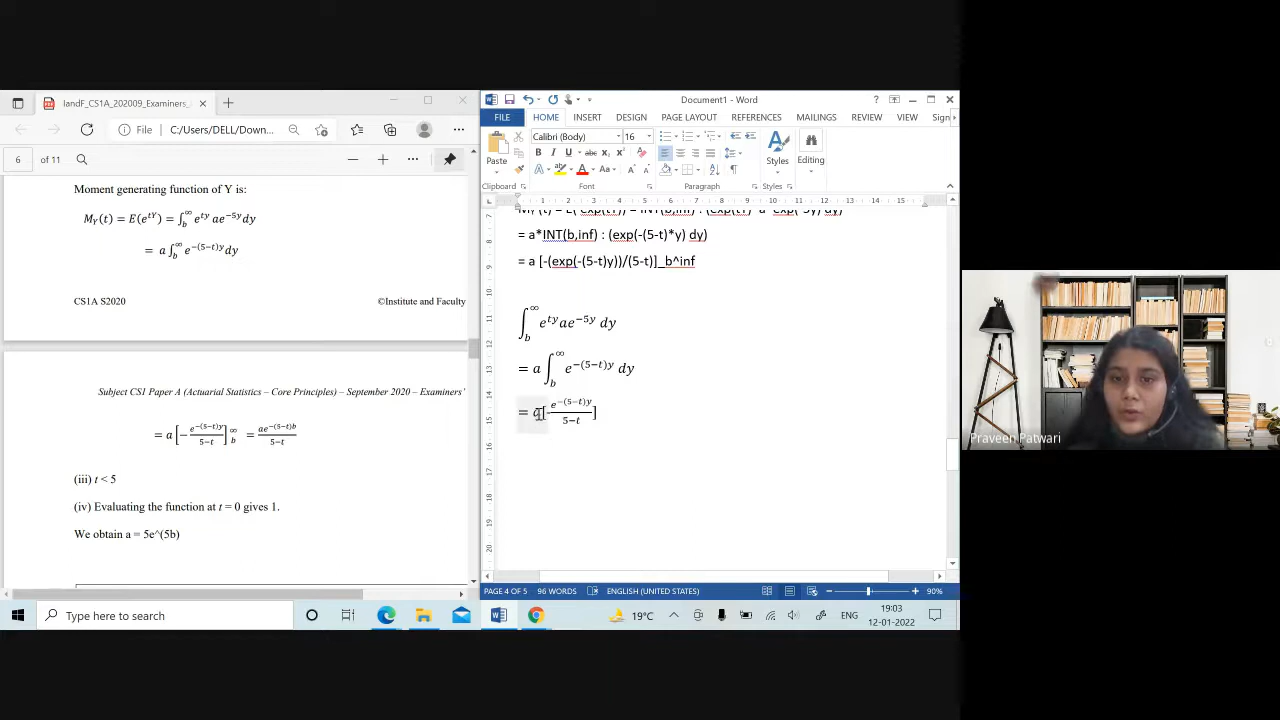 IandF_CS1A_202009_Examiners_
File
C:/Users/DELL/Down...
of 11
Moment generating function of Y is:
M_Y(t) = E(e^{tY}) = ∫_b^∞ e^{ty} ae^{-5y}dy
= a ∫_b^∞ e^{-(5-t)y}dy
CS1A S2020 ©Institute and Faculty
Subject CS1 Paper A (Actuarial Statistics – Core Principles) – September 2020 – Examiners'
= a [-e^{-(5-t)y}/5-t]_b^∞ = ae^{-(5-t)b}/5-t
(iii) t < 5
(iv) Evaluating the function at t = 0 gives 1.
We obtain a = 5e^(5b)
Document1 - Word
FILE HOME INSERT DESIGN PAGE LAYOUT REFERENCES MAILINGS REVIEW VIEW Sign
Paste
Calibri (Body) 16
Styles
Editing
Clipboard Font Paragraph Styles
= a*INT(b,inf) : (exp(-(5-t)*y) dy)
= a [-(exp(-(5-t)y))/(5-t)]_b^inf
∫_b^∞ e^{ty}ae^{-5y} dy
= a ∫_b^∞ e^{-(5-t)y} dy
= a[-e^{-(5-t)y}/5-t]
PAGE 4 OF 5 96 WORDS ENGLISH (UNITED STATES) 90%
Type here to search
19°C ENG 19:03
12-01-2022
Praveen Patwari